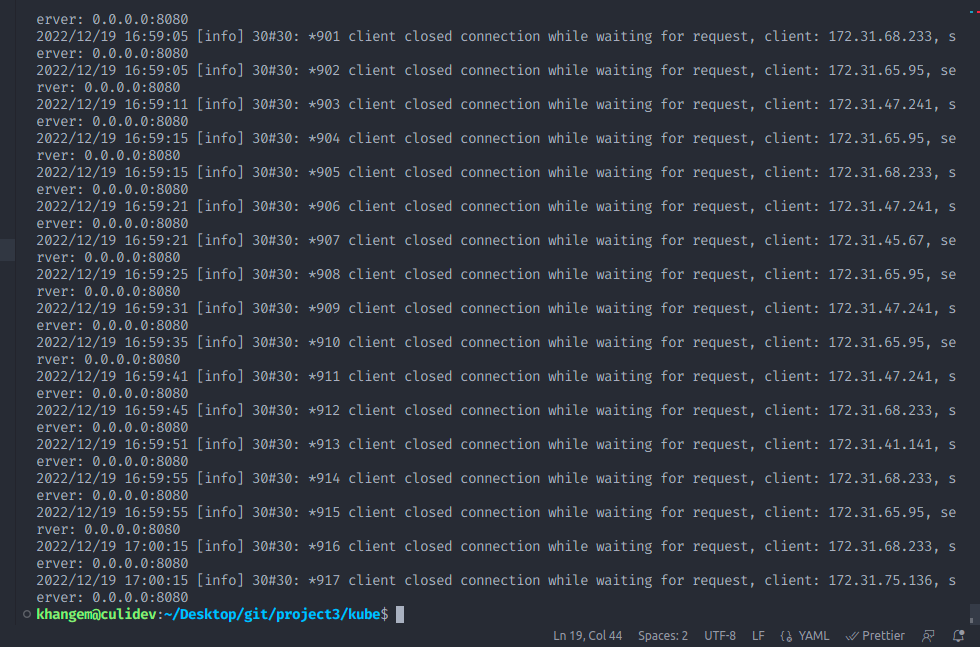 erver: 0.0.0.0:8080
2022/12/19 16:59:05 [info] 30#30: *901 client closed connection while waiting for request, client: 172.31.68.233, s
erver: 0.0.0.0:8080
2022/12/19 16:59:05 [info] 30#30: *902 client closed connection while waiting for request, client: 172.31.65.95, se
rver: 0.0.0.0:8080
2022/12/19 16:59:11 [info] 30#30: *903 client closed connection while waiting for request, client: 172.31.47.241, s
erver: 0.0.0.0:8080
2022/12/19 16:59:15 [info] 30#30: *904 client closed connection while waiting for request, client: 172.31.65.95, se
rver: 0.0.0.0:8080
2022/12/19 16:59:15 [info] 30#30: *905 client closed connection while waiting for request, client: 172.31.68.233, s
erver: 0.0.0.0:8080
2022/12/19 16:59:21 [info] 30#30: *906 client closed connection while waiting for request, client: 172.31.47.241, s
erver: 0.0.0.0:8080
2022/12/19 16:59:21 [info] 30#30: *907 client closed connection while waiting for request, client: 172.31.45.67, se
rver: 0.0.0.0:8080
2022/12/19 16:59:25 [info] 30#30: *908 client closed connection while waiting for request, client: 172.31.65.95, se
rver: 0.0.0.0:8080
2022/12/19 16:59:31 [info] 30#30: *909 client closed connection while waiting for request, client: 172.31.47.241, s
erver: 0.0.0.0:8080
2022/12/19 16:59:35 [info] 30#30: *910 client closed connection while waiting for request, client: 172.31.65.95, se
rver: 0.0.0.0:8080
2022/12/19 16:59:41 [info] 30#30: *911 client closed connection while waiting for request, client: 172.31.47.241, s
erver: 0.0.0.0:8080
2022/12/19 16:59:45 [info] 30#30: *912 client closed connection while waiting for request, client: 172.31.68.233, s
erver: 0.0.0.0:8080
2022/12/19 16:59:51 [info] 30#30: *913 client closed connection while waiting for request, client: 172.31.41.141, s
erver: 0.0.0.0:8080
2022/12/19 16:59:55 [info] 30#30: *914 client closed connection while waiting for request, client: 172.31.68.233, s
erver: 0.0.0.0:8080
2022/12/19 16:59:55 [info] 30#30: *915 client closed connection while waiting for request, client: 172.31.65.95, se
rver: 0.0.0.0:8080
2022/12/19 17:00:15 [info] 30#30: *916 client closed connection while waiting for request, client: 172.31.68.233, s
erver: 0.0.0.0:8080
2022/12/19 17:00:15 [info] 30#30: *917 client closed connection while waiting for request, client: 172.31.75.136, s
erver: 0.0.0.0:8080
khangem@culidev:~/Desktop/git/project3/kube$
Ln 19, Col 44 Spaces: 2 UTF-8 LF YAML Prettier